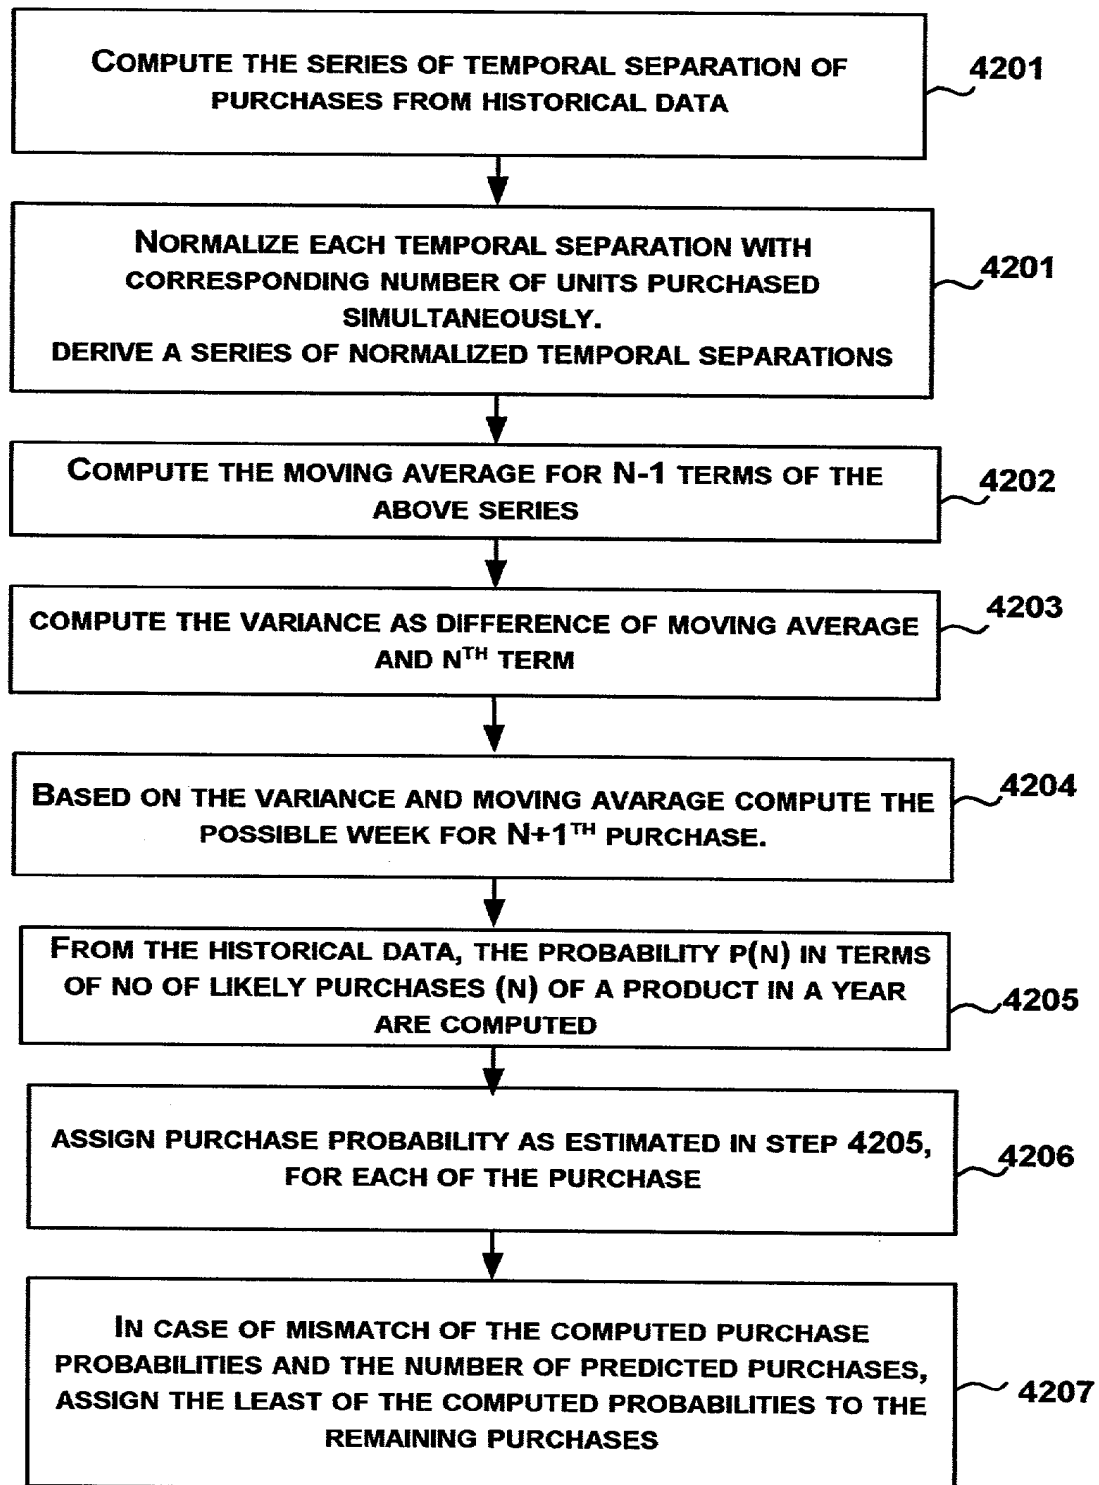 COMPUTE THE SERIES OF TEMPORAL SEPARATION OF
PURCHASES FROM HISTORICAL DATA
4201
NORMALIZE EACH TEMPORAL SEPARATION WITH
CORRESPONDING NUMBER OF UNITS PURCHASED
SIMULTANEOUSLY.
DERIVE A SERIES OF NORMALIZED TEMPORAL SEPARATIONS
4201
COMPUTE THE MOVING AVERAGE FOR N-1 TERMS OF THE
ABOVE SERIES
4202
COMPUTE THE VARIANCE AS DIFFERENCE OF MOVING AVERAGE
AND NTH TERM
4203
BASED ON THE VARIANCE AND MOVING AVARAGE COMPUTE THE
POSSIBLE WEEK FOR N+1TH PURCHASE.
4204
FROM THE HISTORICAL DATA, THE PROBABILITY P(N) IN TERMS
OF NO OF LIKELY PURCHASES (N) OF A PRODUCT IN A YEAR
ARE COMPUTED
4205
ASSIGN PURCHASE PROBABILITY AS ESTIMATED IN STEP 4205,
FOR EACH OF THE PURCHASE
4206
IN CASE OF MISMATCH OF THE COMPUTED PURCHASE
PROBABILITIES AND THE NUMBER OF PREDICTED PURCHASES,
ASSIGN THE LEAST OF THE COMPUTED PROBABILITIES TO THE
REMAINING PURCHASES
4207